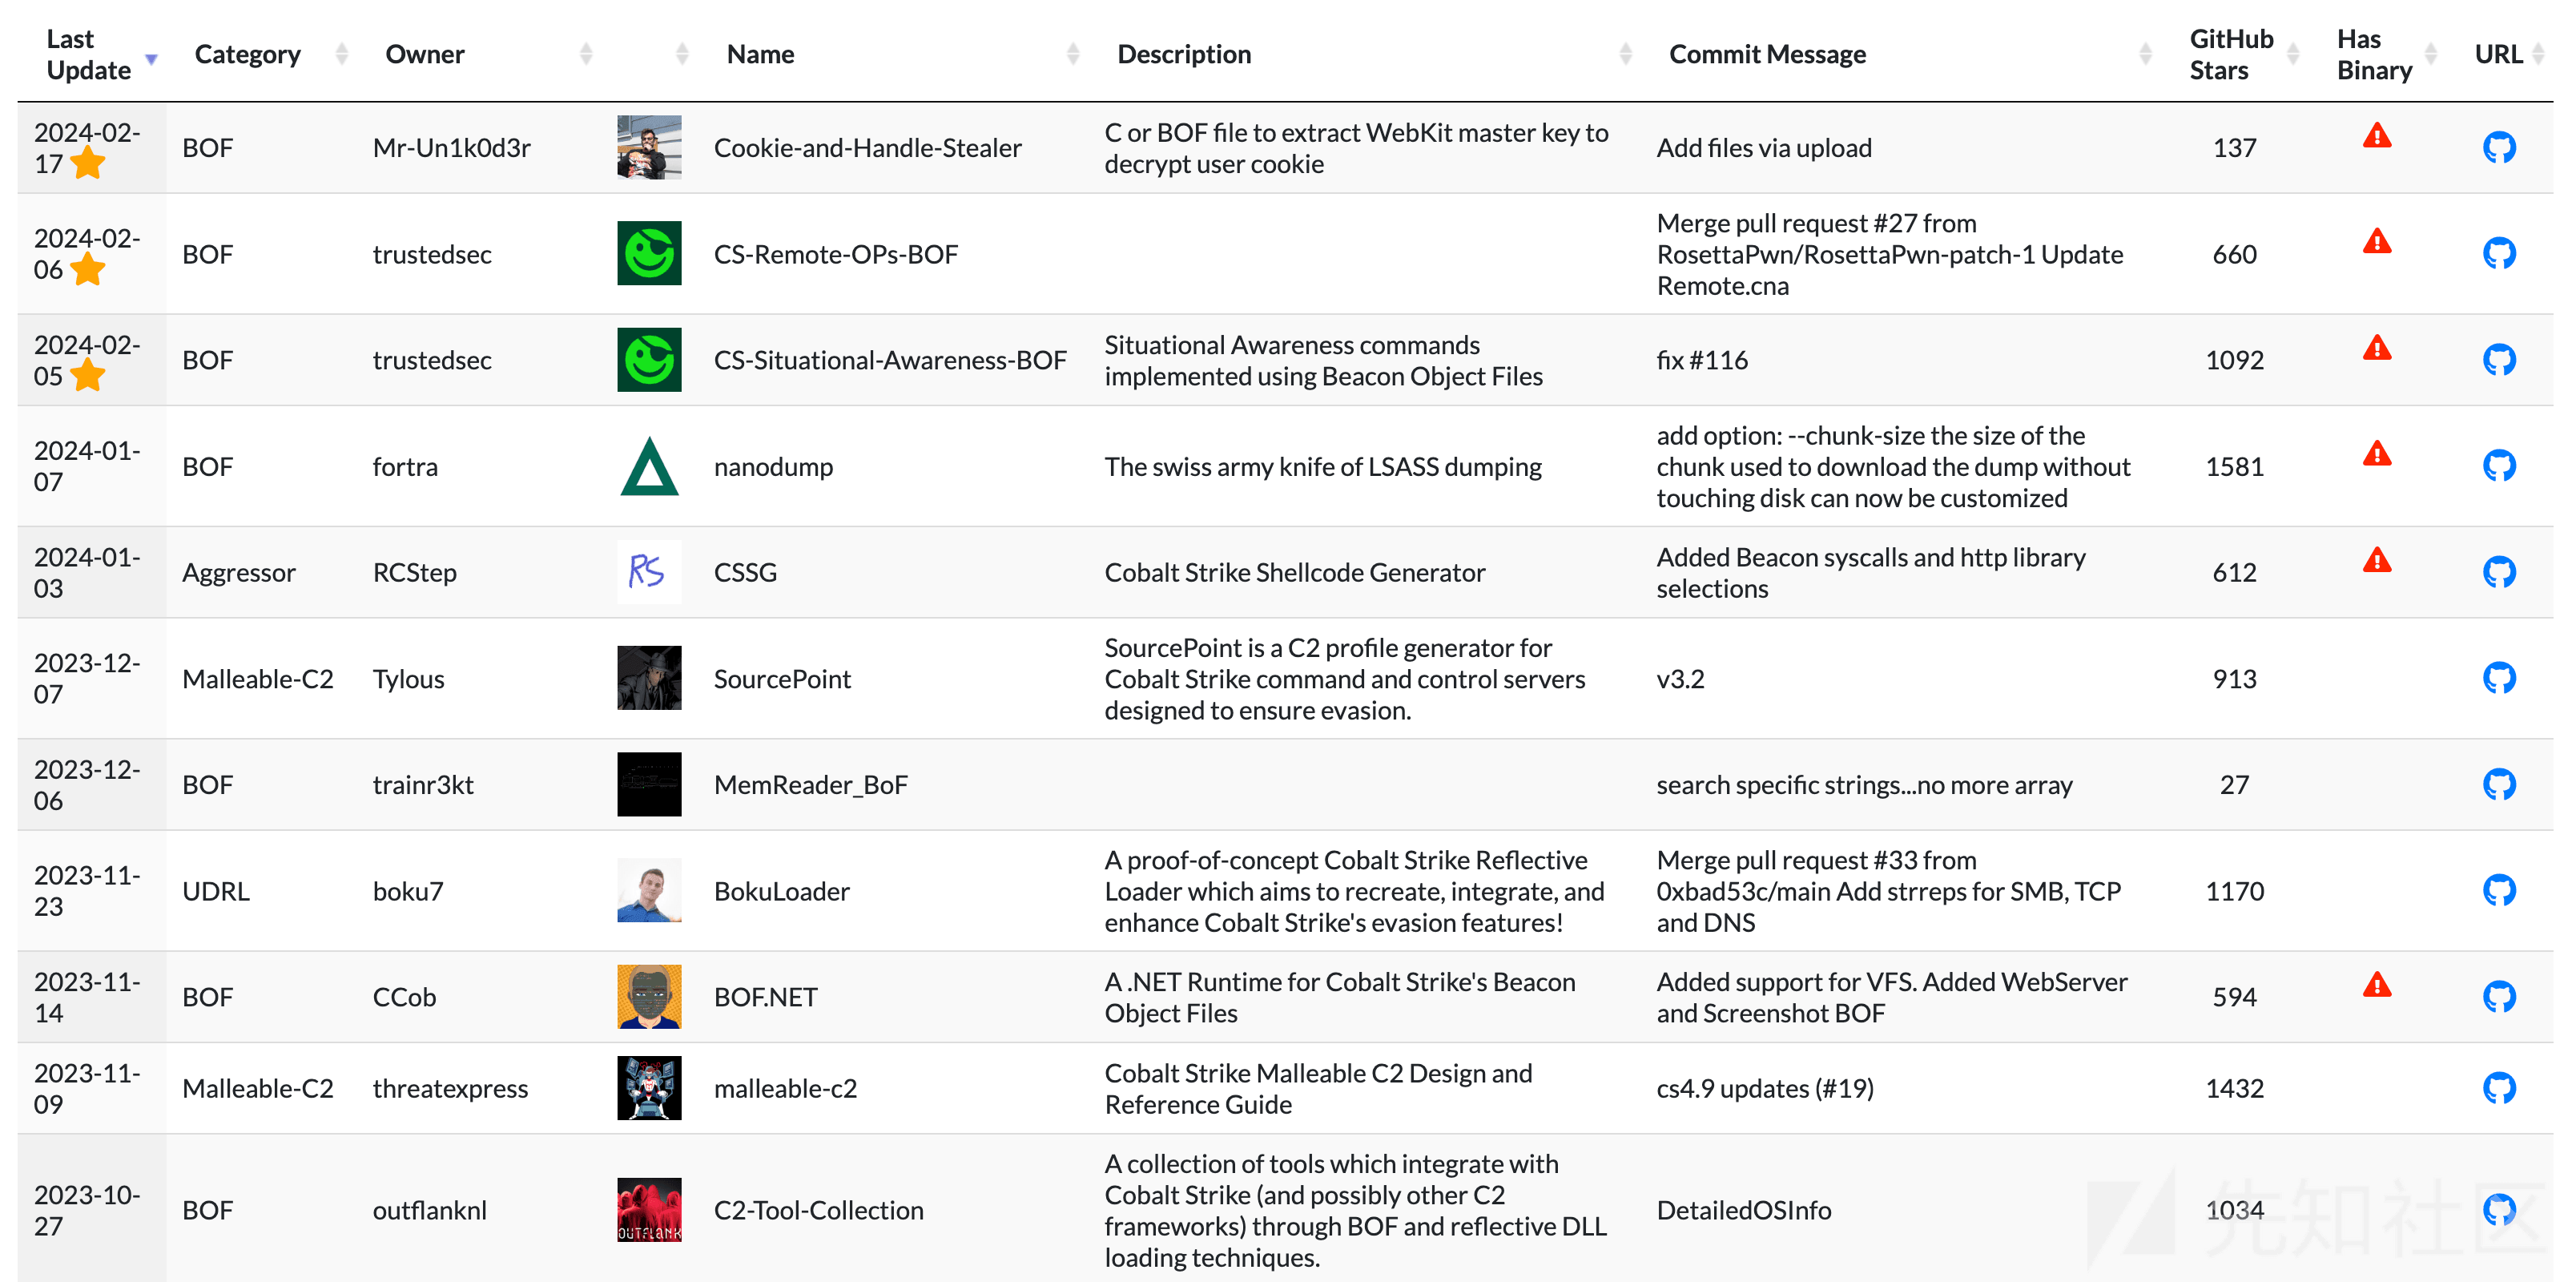 Last
Update
Category
Owner
Name
Description
Commit Message
GitHub
Stars
Has
Binary
URL
2024-02-
17
BOF
Mr-Un1k0d3r
Cookie-and-Handle-Stealer
C or BOF file to extract WebKit master key to
decrypt user cookie
Add files via upload
137
2024-02-
06
BOF
trustedsec
CS-Remote-OPs-BOF
Merge pull request #27 from
RosettaPwn/RosettaPwn-patch-1 Update
Remote.cna
660
2024-02-
05
BOF
trustedsec
CS-Situational-Awareness-BOF
Situational Awareness commands
implemented using Beacon Object Files
fix #116
1092
2024-01-
07
BOF
fortra
nanodump
The swiss army knife of LSASS dumping
add option: --chunk-size the size of the
chunk used to download the dump without
touching disk can now be customized
1581
2024-01-
03
Aggressor
RCStep
RS
CSSG
Cobalt Strike Shellcode Generator
Added Beacon syscalls and http library
selections
612
2023-12-
07
Malleable-C2
Tylous
SourcePoint
SourcePoint is a C2 profile generator for
Cobalt Strike command and control servers
designed to ensure evasion.
v3.2
913
2023-12-
06
BOF
trainr3kt
MemReader_BoF
search specific strings...no more array
27
2023-11-
23
UDRL
boku7
BokuLoader
A proof-of-concept Cobalt Strike Reflective
Loader which aims to recreate, integrate, and
enhance Cobalt Strike's evasion features!
Merge pull request #33 from
0xbad53c/main Add strreps for SMB, TCP
and DNS
1170
2023-11-
14
BOF
CCob
BOF.NET
A .NET Runtime for Cobalt Strike's Beacon
Object Files
Added support for VFS. Added WebServer
and Screenshot BOF
594
2023-11-
09
Malleable-C2
threatexpress
malleable-c2
Cobalt Strike Malleable C2 Design and
Reference Guide
cs4.9 updates (#19)
1432
2023-10-
27
BOF
outflanknl
OUTFLANK
C2-Tool-Collection
A collection of tools which integrate with
Cobalt Strike (and possibly other C2
frameworks) through BOF and reflective DLL
loading techniques.
DetailedOSInfo
1034
先知社区